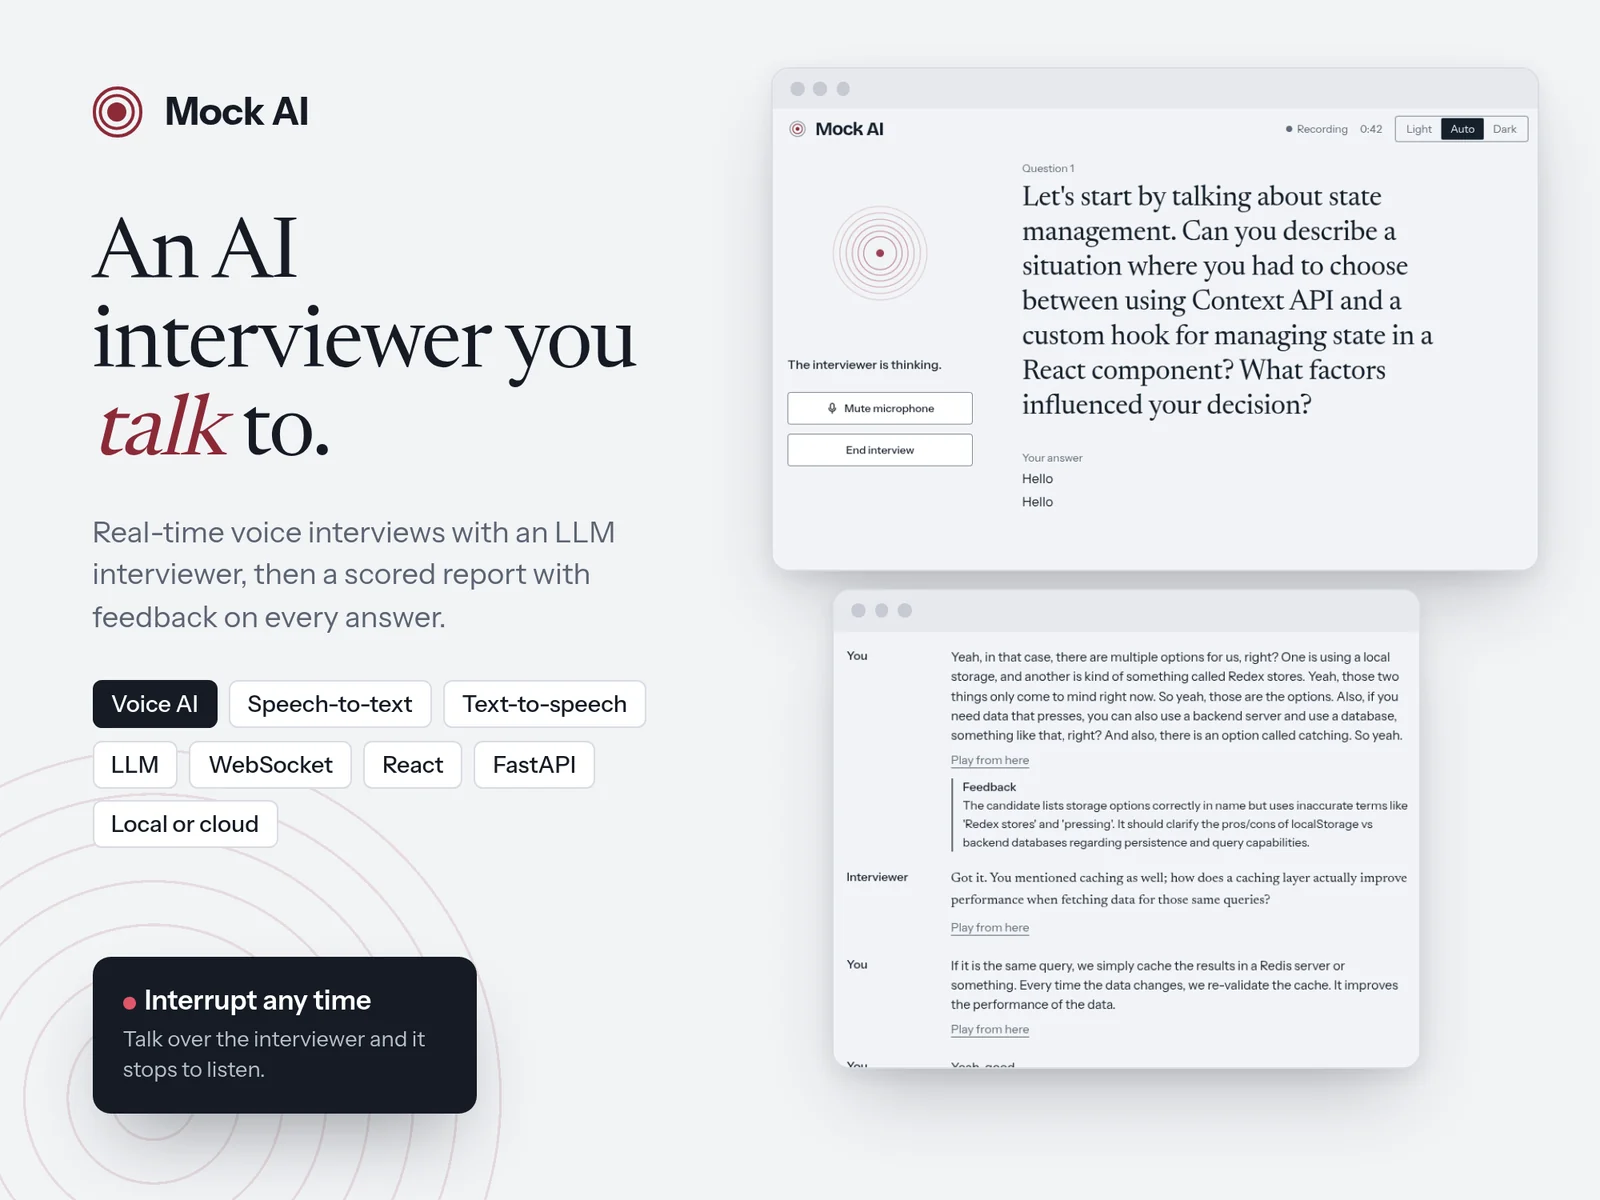 Mock AI
An AI
interviewer you
talk to.
Real-time voice interviews with an LLM
interviewer, then a scored report with
feedback on every answer.
Voice AI
Speech-to-text
Text-to-speech
LLM
WebSocket
React
FastAPI
Local or cloud
Interrupt any time
Talk over the interviewer and it
stops to listen.
Mock AI
Recording 0:42
Light Auto Dark
The interviewer is thinking.
Mute microphone
End interview
Question 1
Let's start by talking about state
management. Can you describe a
situation where you had to choose
between using Context API and a
custom hook for managing state in a
React component? What factors
influenced your decision?
Your answer
Hello
Hello
You
Yeah, in that case, there are multiple options for us, right? One is using a local
storage, and another is kind of something called Redex stores. Yeah, those two
things only come to mind right now. So yeah, those are the options. Also, if you
need data that presses, you can also use a backend server and use a database,
something like that, right? And also, there is an option called catching. So yeah.
Play from here
Feedback
The candidate lists storage options correctly in name but uses inaccurate terms like
'Redex stores' and 'pressing'. It should clarify the pros/cons of localStorage vs
backend databases regarding persistence and query capabilities.
Interviewer
Got it. You mentioned caching as well; how does a caching layer actually improve
performance when fetching data for those same queries?
Play from here
You
If it is the same query, we simply cache the results in a Redis server or
something. Every time the data changes, we re-validate the cache. It improves
the performance of the data.
Play from here
You
Yeah, good